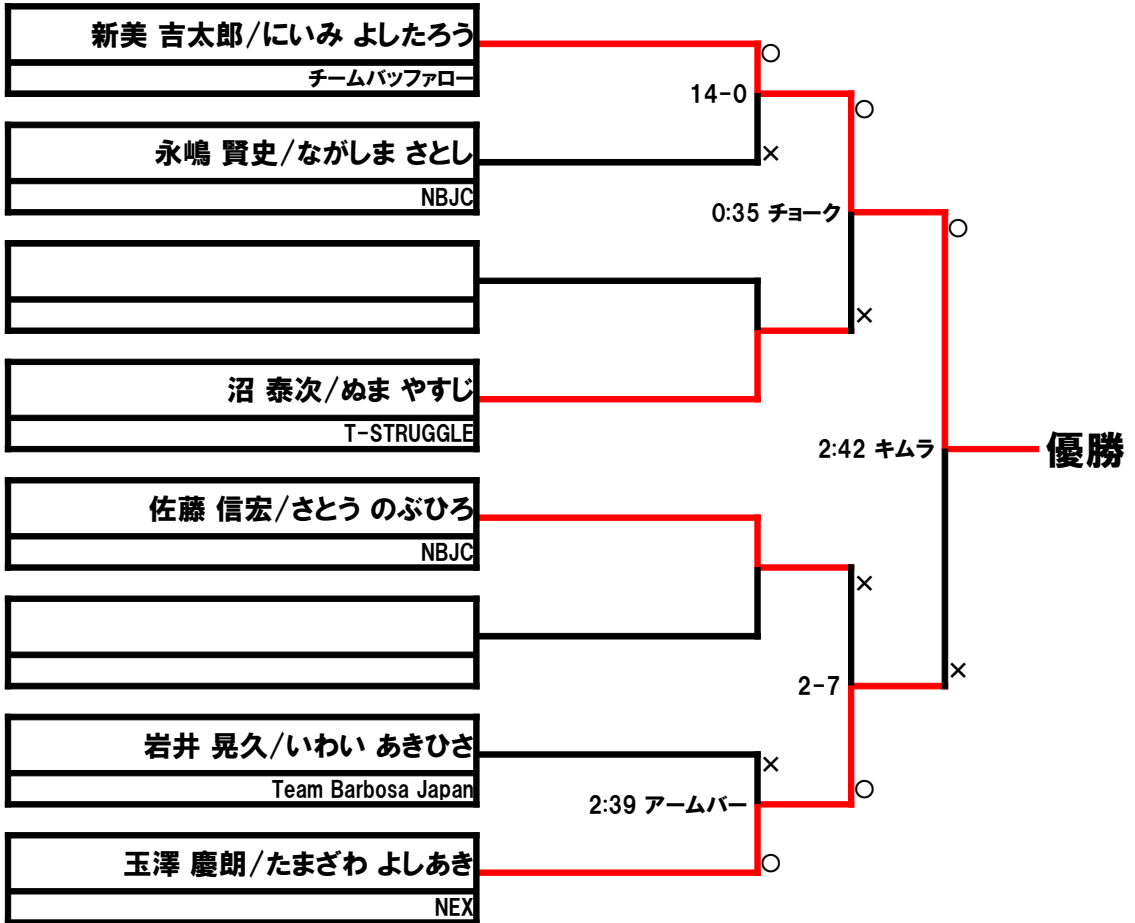 新美 吉太郎/にいみ よしたろう
チームバッファロー
○
14-0
○
永嶋 賢史/ながしま さとし
×
NBJC
0:35 チョーク
○
×
沼 泰次/ぬま やすじ
T-STRUGGLE
2:42 キムラ
優勝
佐藤 信宏/さとう のぶひろ
NBJC
×
×
2-7
岩井 晃久/いわい あきひさ
×
Team Barbosa Japan
○
2:39 アームバー
玉澤 慶朗/たまざわ よしあき
○
NEX